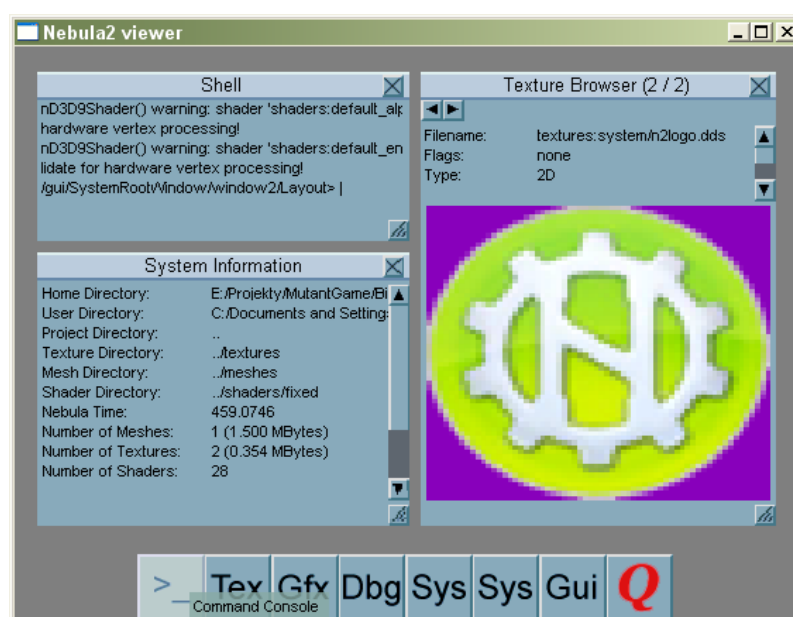 Nebula2 viewer
Shell
nD3D9Shader() warning: shader 'shaders:default_alp
hardware vertex processing!
nD3D9Shader() warning: shader 'shaders:default_en
lidate for hardware vertex processing!
/gui/SystemRoot/Window/window2/Layout> |
System Information
Home Directory: E:/Projekty/MutantGame/Bi
User Directory: C:/Documents and Setting
Project Directory: ..
Texture Directory: ../textures
Mesh Directory: ../meshes
Shader Directory: ../shaders/fixed
Nebula Time: 459.0746
Number of Meshes: 1 (1.500 MBytes)
Number of Textures: 2 (0.354 MBytes)
Number of Shaders: 28
Texture Browser (2 / 2)
Filename: textures:system/n2logo.dds
Flags: none
Type: 2D
N
>_ Tex Gfx Dbg Sys Sys Gui Q
Command Console